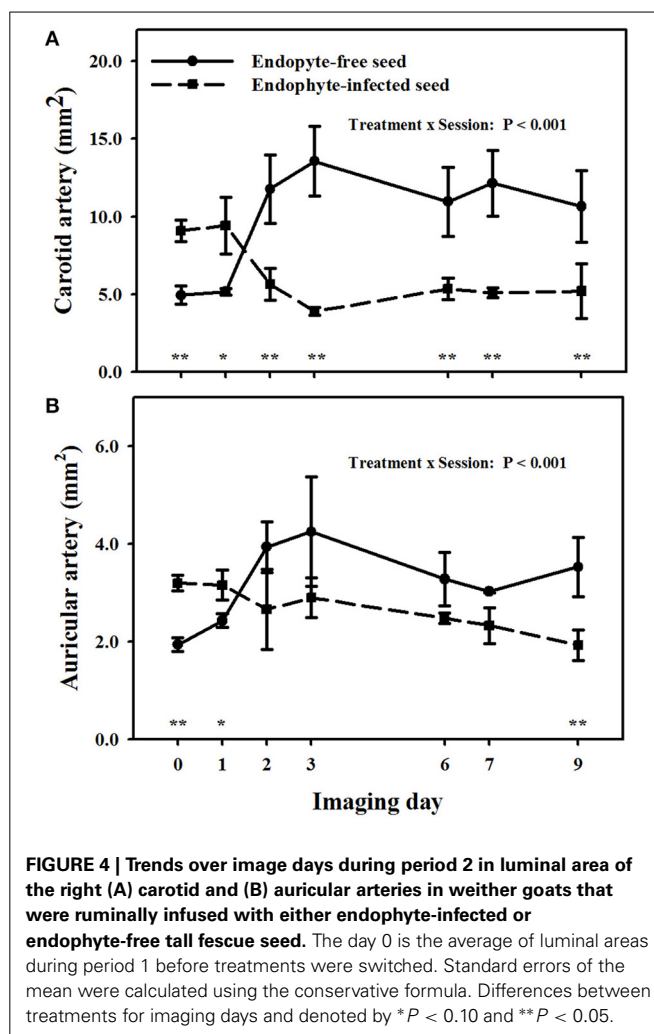 A
20.0
15.0
10.0
5.0
0.0
Carotid artery (mm²)
Endopyte-free seed
Endophyte-infected seed
Treatment x Session: P < 0.001
** * ** ** ** ** **
B
6.0
4.0
2.0
0.0
Auricular artery (mm²)
Treatment x Session: P < 0.001
** * **
0 1 2 3 6 7 9
Imaging day
FIGURE 4 | Trends over image days during period 2 in luminal area of
the right (A) carotid and (B) auricular arteries in weither goats that
were ruminally infused with either endophyte-infected or
endophyte-free tall fescue seed. The day 0 is the average of luminal areas
during period 1 before treatments were switched. Standard errors of the
mean were calculated using the conservative formula. Differences between
treatments for imaging days and denoted by *P < 0.10 and **P < 0.05.